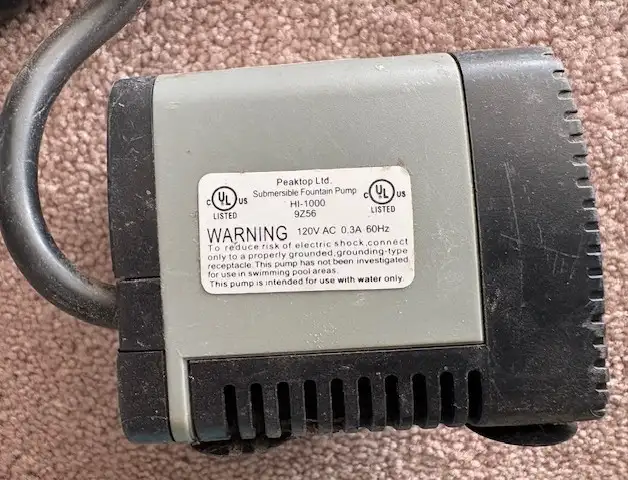 Peaktop Ltd.
Submersible Fountain Pump
HI-1000
9Z56
C UL US LISTED
C UL US LISTED
WARNING 120V AC 0.3A 60Hz
To reduce risk of electric shock,connect
only to a properly grounded,grounding-type
receptacle. This pump has not been investigated
for use in swimming pool areas.
This pump is intended for use with water only.